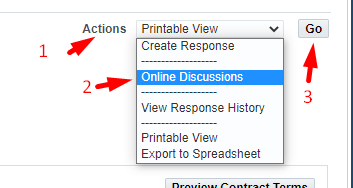 Actions Printable View Go
1
Create Response
--------------------
2 Online Discussions
3
--------------------
View Response History
--------------------
Printable View
Export to Spreadsheet
Preview Contract Terms